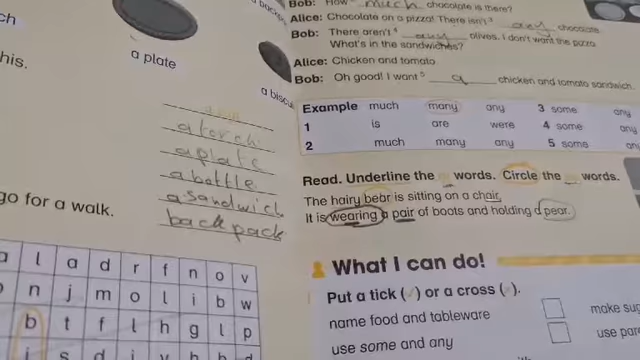 Bob: How much chocolate is there?
Alice: Chocolate on a pizza! There isn't any chocolate.
Bob: There aren't any olives. I don't want the pizza
What's in the sandwiches?
Alice: Chicken and tomato
Bob: Oh good! I want a chicken and tomato sandwich.
ch
his.
a plate
a backpack
a biscu
a torch
a plate
a bottle
a sandwich
backpack
go for a walk.
l a d r f n o v
n j m o l i b w
b t f l h g l p
Example much many any 3 some any
1 is are were 4 some any
2 much many any 5 some
Read. Underline the words. Circle the words.
The hairy bear is sitting on a chair.
It is wearing a pair of boots and holding a pear.
What I can do!
Put a tick (✓) or a cross ( ).
name food and tableware
use some and any
make sug
use par